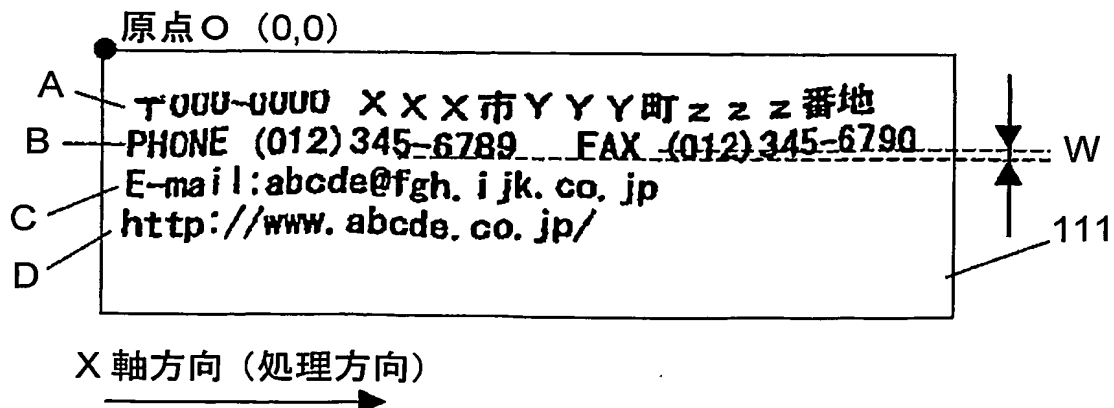 原点O (0,0)
A 〒000-0000 XXX市YYY町zzz番地
B PHONE (012)345-6789 FAX (012)345-6790 W
C E-mail:abcde@fgh.ijk.co.jp
D http://www.abcde.co.jp/ 111
X軸方向(処理方向)